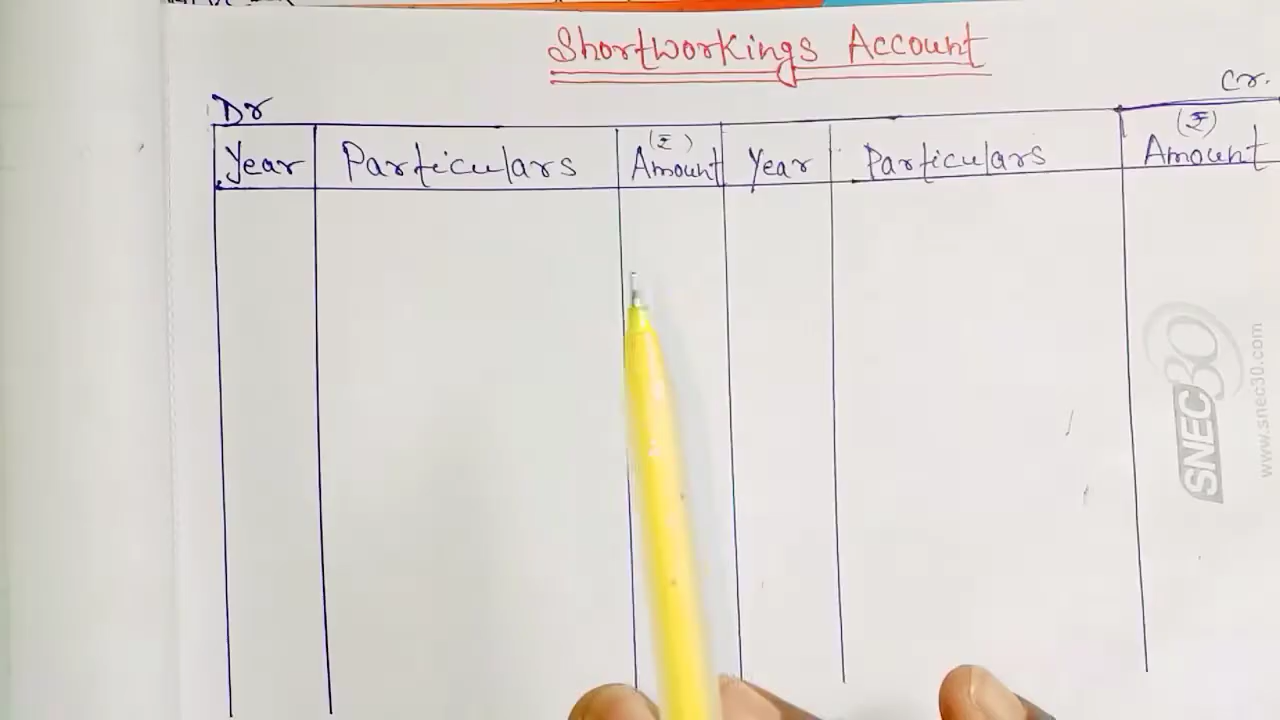 Shortworkings Account
Dr
Cr.
Year Particulars (₹) Amount Year Particulars (₹) Amount
SNEC30
www.snec30.com